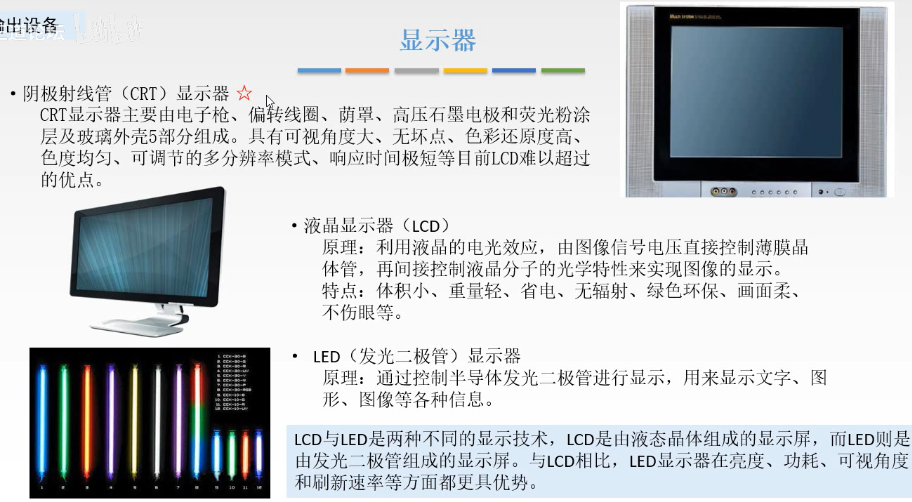 输出设备
显示器
• 阴极射线管（CRT）显示器 ☆
CRT显示器主要由电子枪、偏转线圈、荫罩、高压石墨电极和荧光粉涂
层及玻璃外壳5部分组成。具有可视角度大、无坏点、色彩还原度高、
色度均匀、可调节的多分辨率模式、响应时间极短等目前LCD难以超过
的优点。
• 液晶显示器（LCD）
原理：利用液晶的电光效应，由图像信号电压直接控制薄膜晶
体管，再间接控制液晶分子的光学特性来实现图像的显示。
特点：体积小、重量轻、省电、无辐射、绿色环保、画面柔、
不伤眼等。
• LED（发光二极管）显示器
原理：通过控制半导体发光二极管进行显示，用来显示文字、图
形、图像等各种信息。
LCD与LED是两种不同的显示技术，LCD是由液态晶体组成的显示屏，而LED则是
由发光二极管组成的显示屏。与LCD相比，LED显示器在亮度、功耗、可视角度
和刷新速率等方面都更具优势。